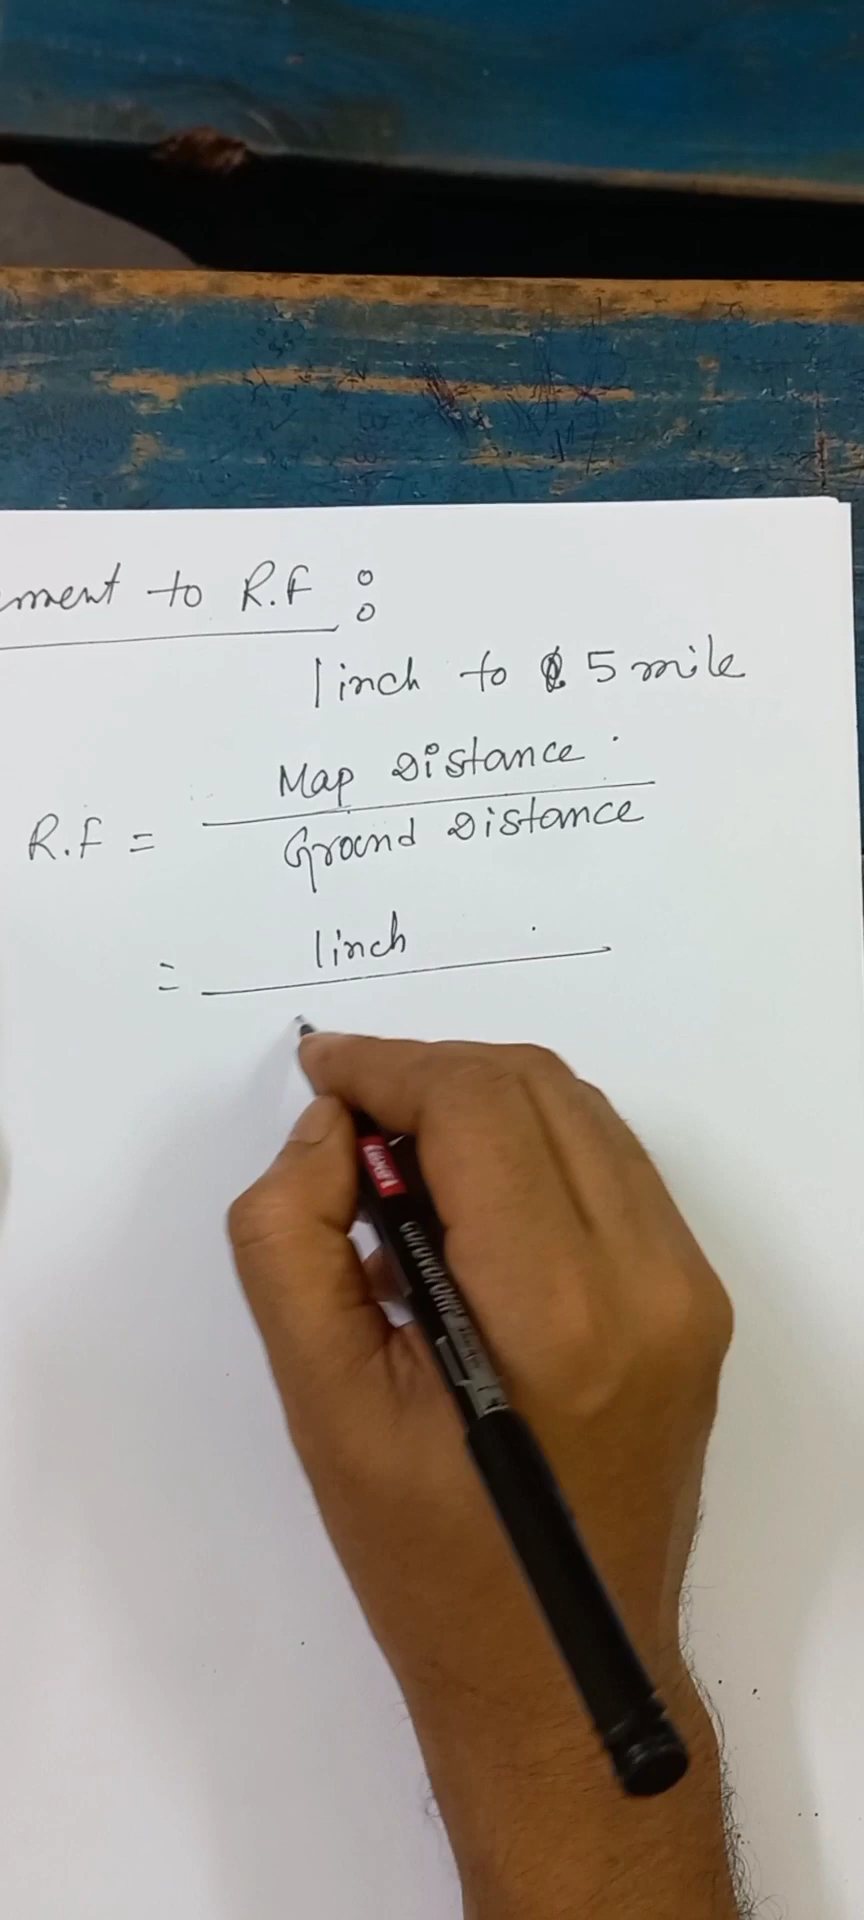 ment to R.F :
1 inch to 5 mile
Map Distance
R.F =
Ground Distance
= 1 inch